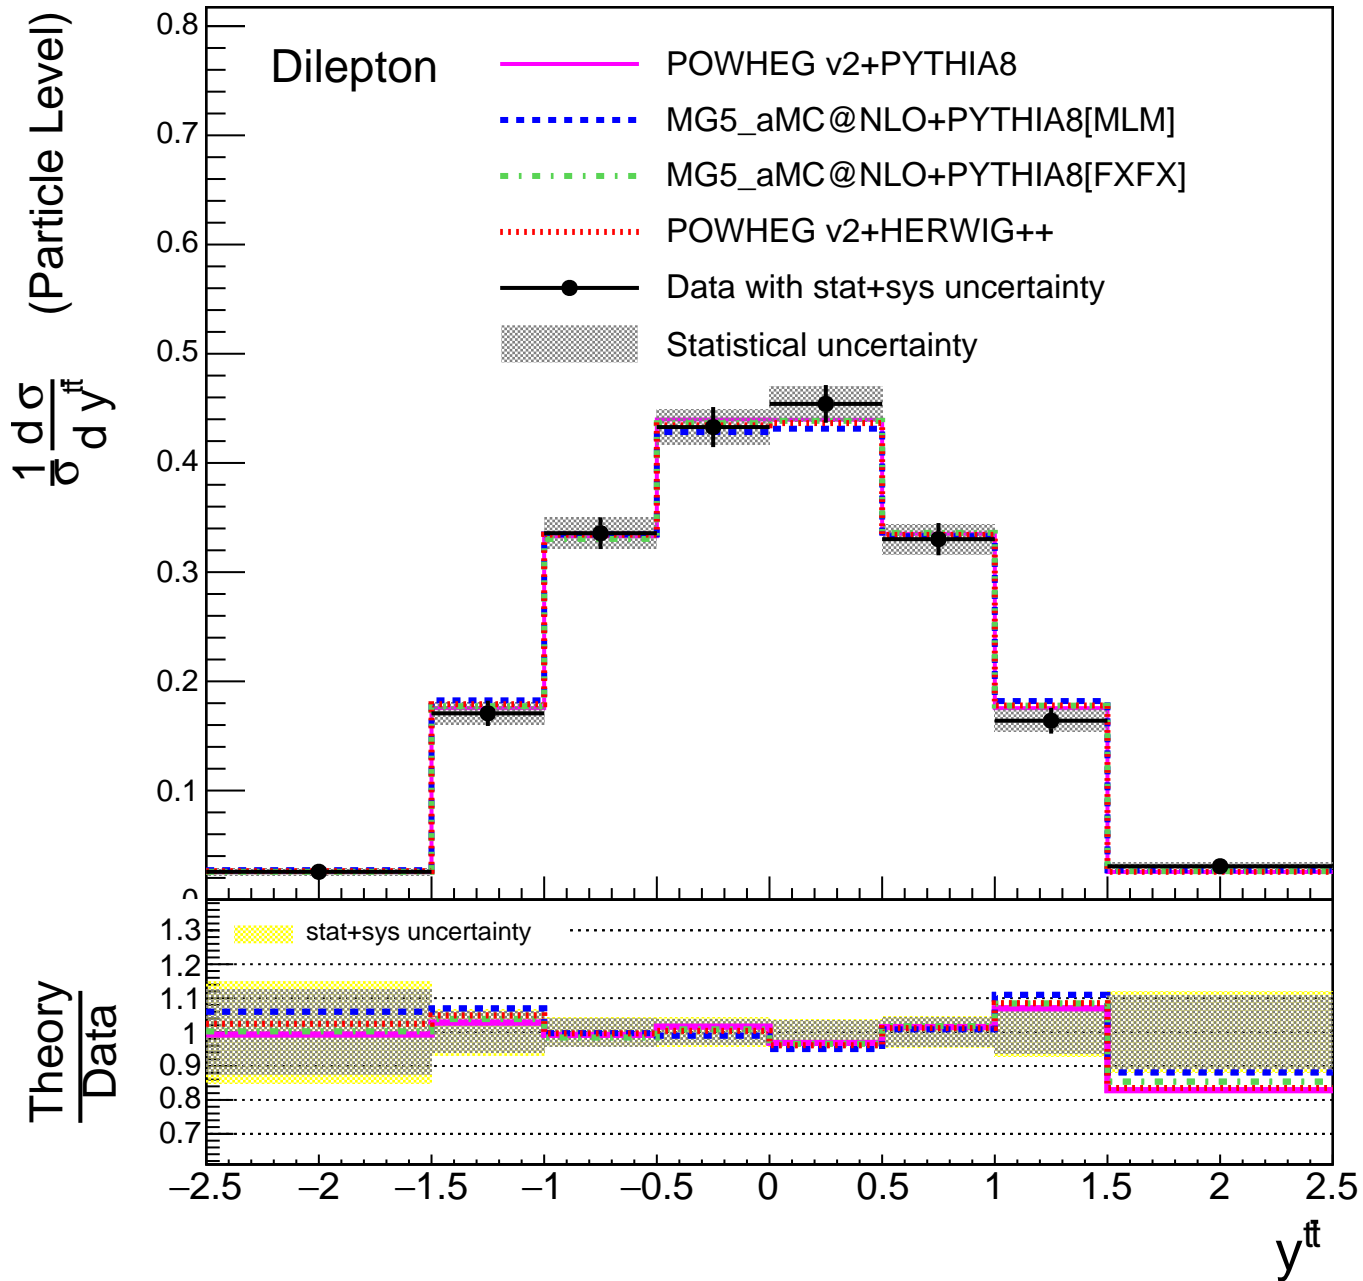 (Particle Level)
1/σ dσ/d y^{tt̄}
0.8
0.7
0.6
0.5
0.4
0.3
0.2
0.1
0
Dilepton
POWHEG v2+PYTHIA8
MG5_aMC@NLO+PYTHIA8[MLM]
MG5_aMC@NLO+PYTHIA8[FXFX]
POWHEG v2+HERWIG++
Data with stat+sys uncertainty
Statistical uncertainty
Theory
Data
1.3
1.2
1.1
1
0.9
0.8
0.7
stat+sys uncertainty
−2.5 −2 −1.5 −1 −0.5 0 0.5 1 1.5 2 2.5
y^{tt̄}